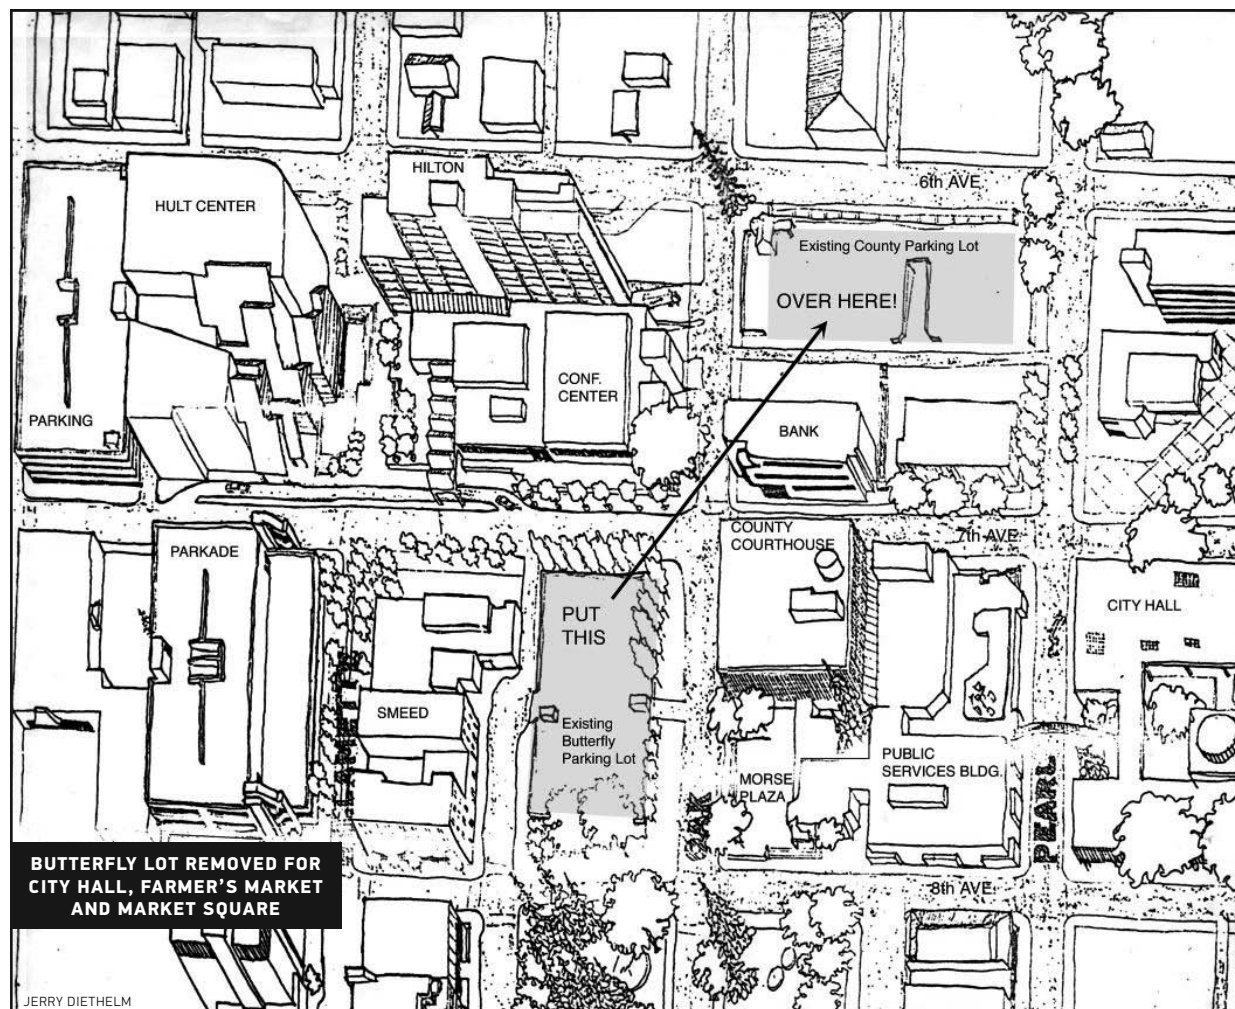 HILTON
6th AVE.
HULT CENTER
Existing County Parking Lot
OVER HERE!
CONF.
CENTER
PARKING
BANK
COUNTY
COURTHOUSE
7th AVE.
PARKADE
PUT
THIS
CITY HALL
SMEED
Existing
Butterfly
Parking Lot
PUBLIC
SERVICES BLDG.
MORSE
PLAZA
OAK
PEARL
8th AVE.
BUTTERFLY LOT REMOVED FOR
CITY HALL, FARMER'S MARKET
AND MARKET SQUARE
JERRY DIETHELM